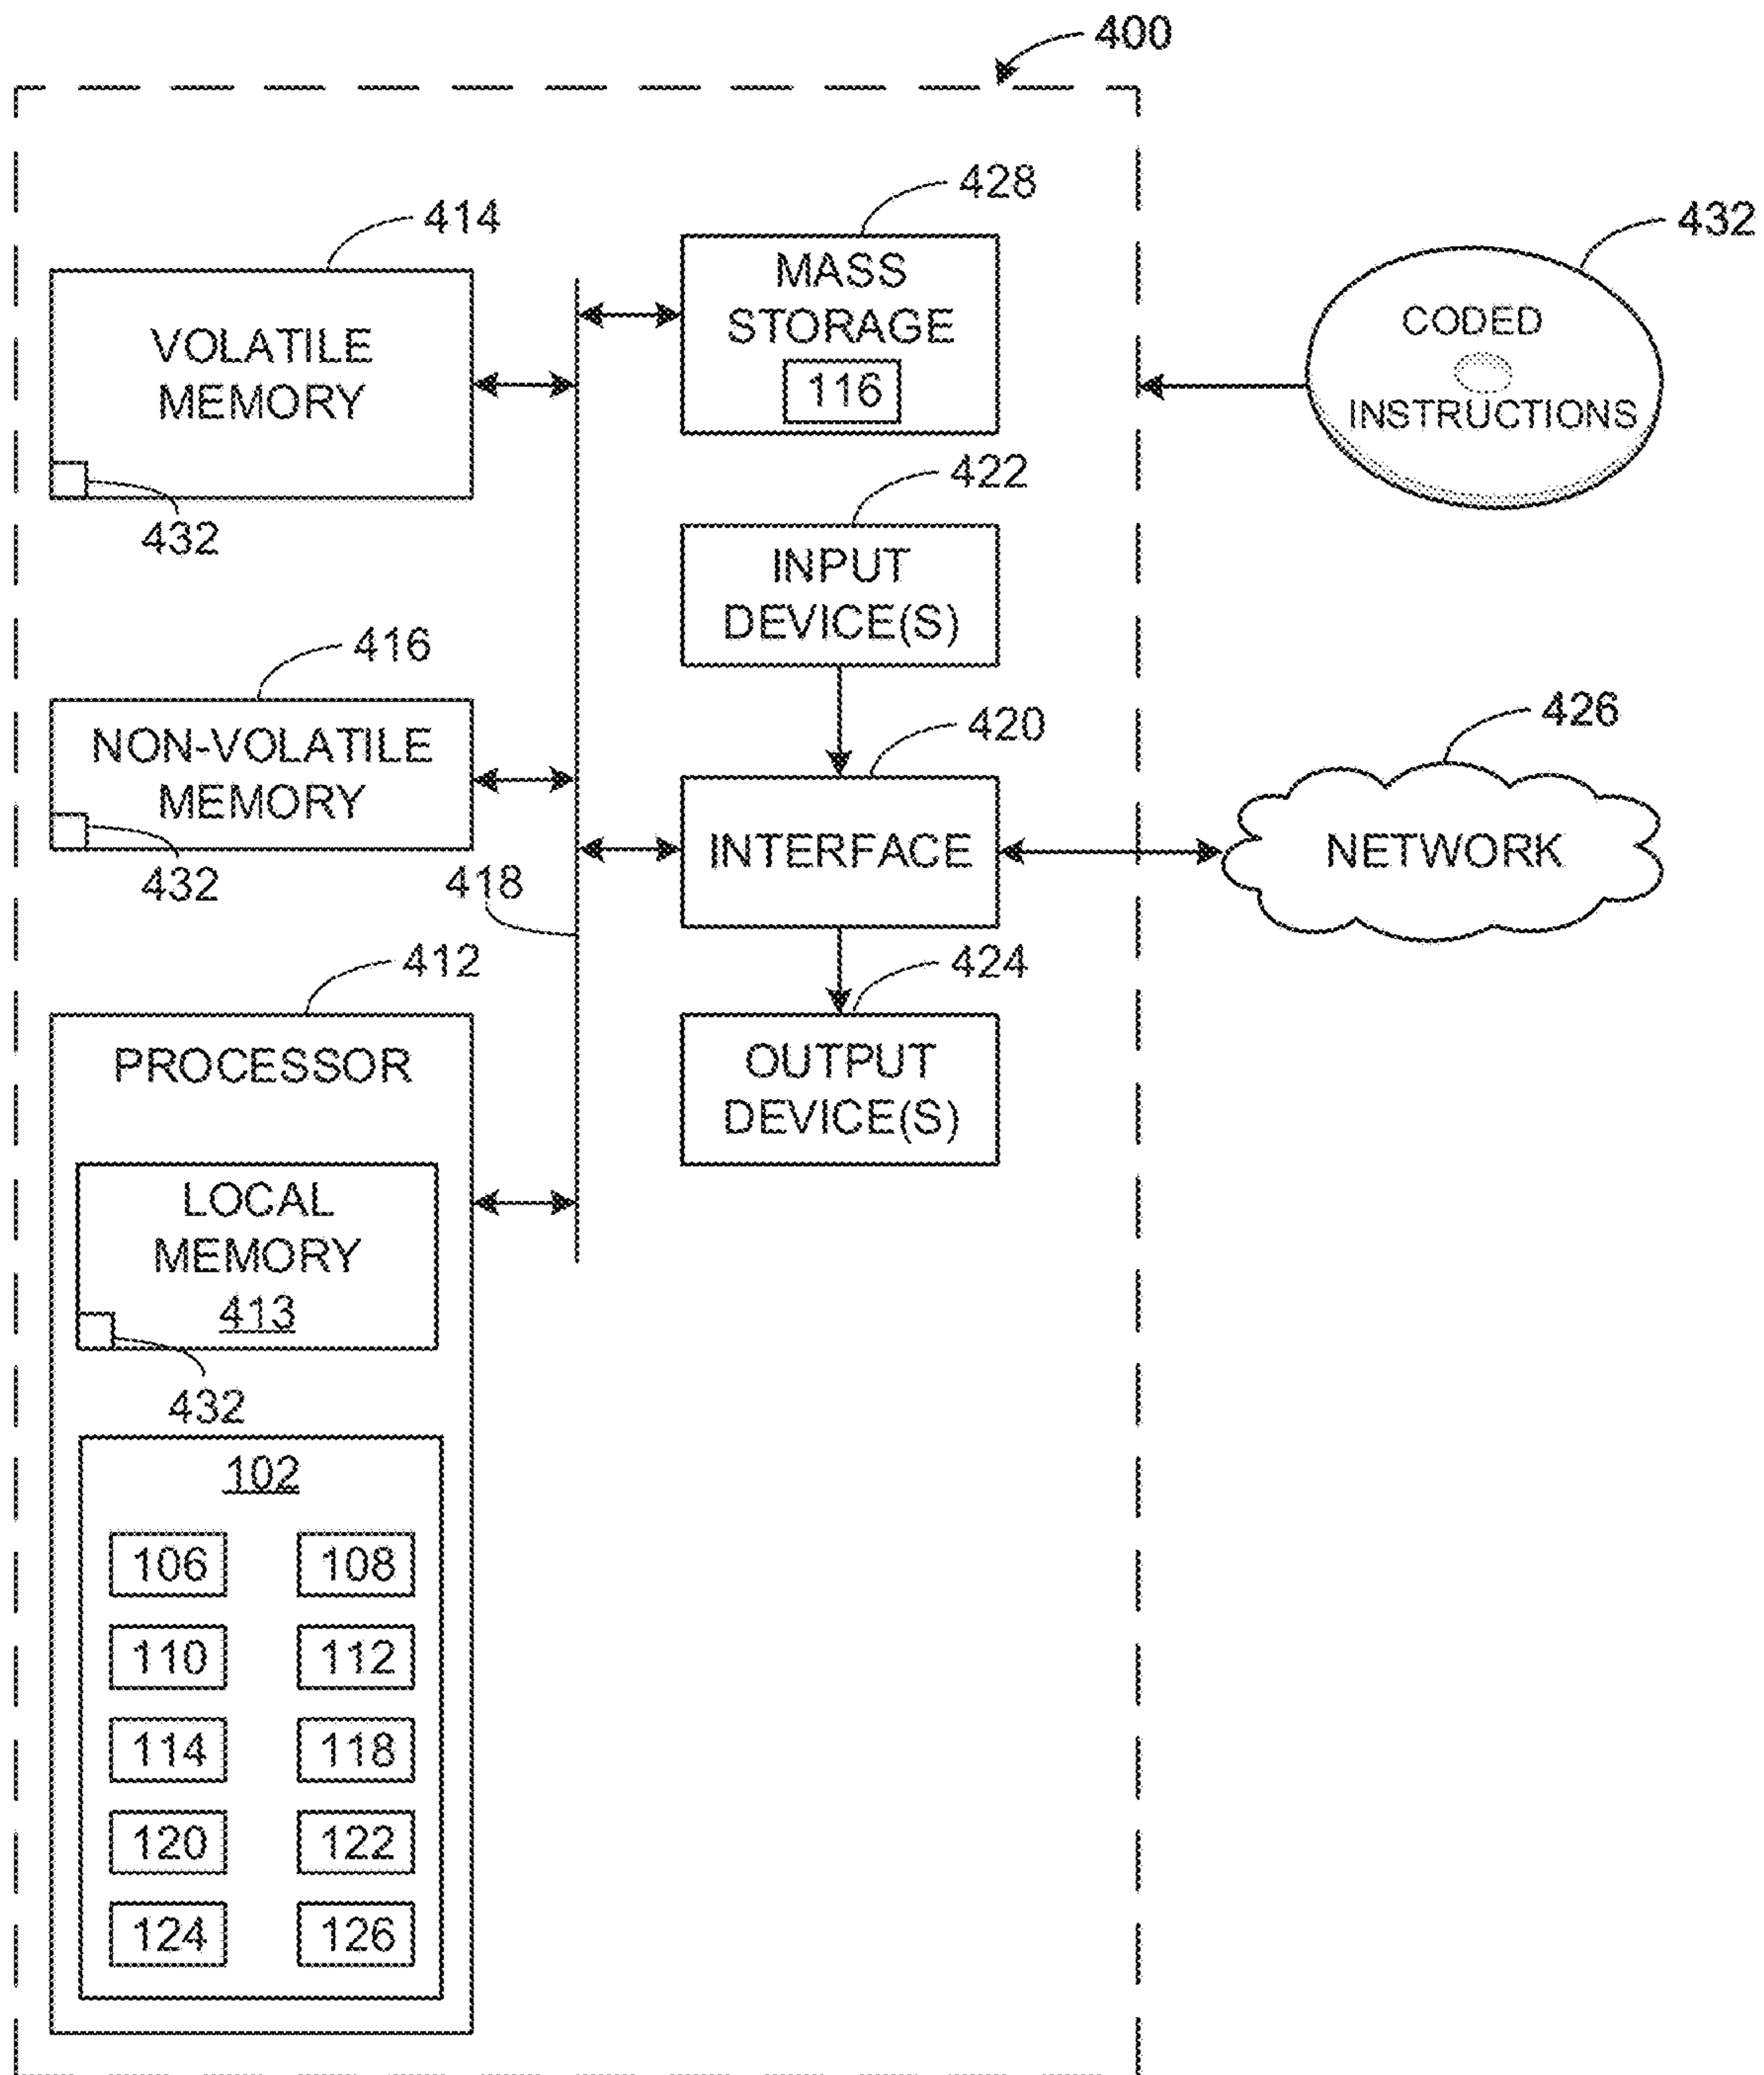 400
428
414
432
MASS
STORAGE
116
VOLATILE
MEMORY
CODED
INSTRUCTIONS
432
422
INPUT
DEVICE(S)
416
420
426
NON-VOLATILE
MEMORY
INTERFACE
NETWORK
432
418
412
424
PROCESSOR
OUTPUT
DEVICE(S)
LOCAL
MEMORY
413
432
102
106 108
110 112
114 118
120 122
124 126